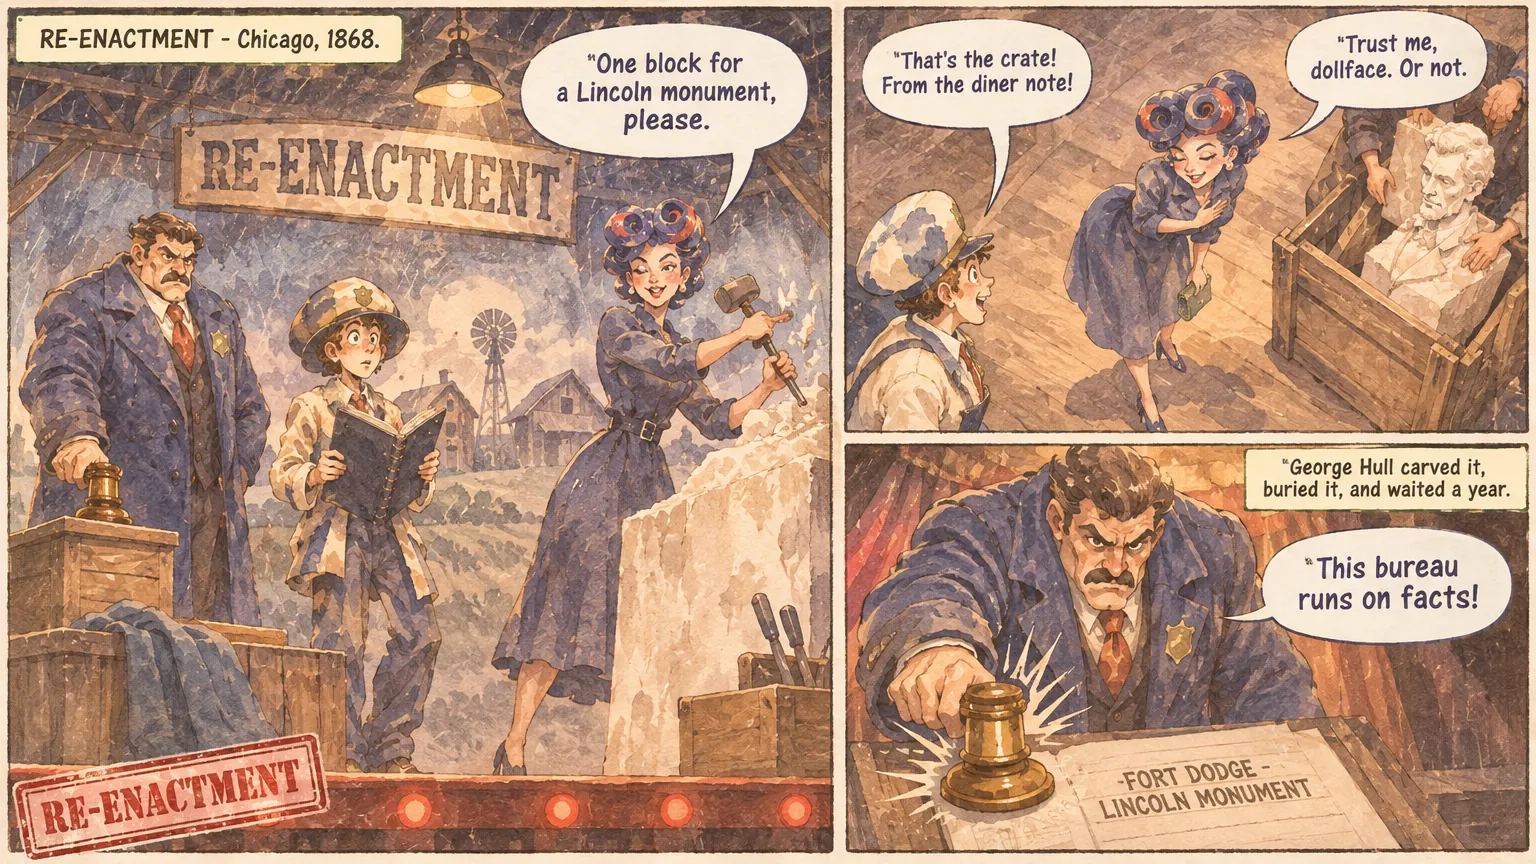 RE-ENACTMENT - Chicago, 1868.
"One block for
a Lincoln monument,
please.
RE-ENACTMENT
RE-ENACTMENT
"That's the crate!
From the diner note!
"Trust me,
dollface. Or not.
"George Hull carved it,
buried it, and waited a year.
"This bureau
runs on facts!
-FORT DODGE-
LINCOLN MONUMENT